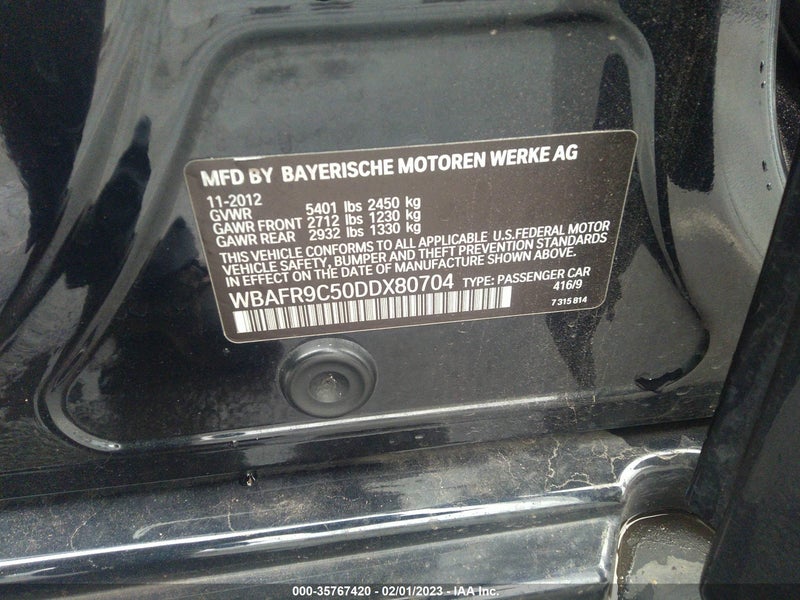 MFD BY BAYERISCHE MOTOREN WERKE AG
11-2012
GVWR 5401 lbs 2450 kg
GAWR FRONT 2712 lbs 1230 kg
GAWR REAR 2932 lbs 1330 kg
THIS VEHICLE CONFORMS TO ALL APPLICABLE U.S.FEDERAL MOTOR
VEHICLE SAFETY, BUMPER AND THEFT PREVENTION STANDARDS
IN EFFECT ON THE DATE OF MANUFACTURE SHOWN ABOVE.
WBAFR9C50DDX80704 TYPE: PASSENGER CAR
416/9
7 315 814
000-35767420 - 02/01/2023 - IAA Inc.